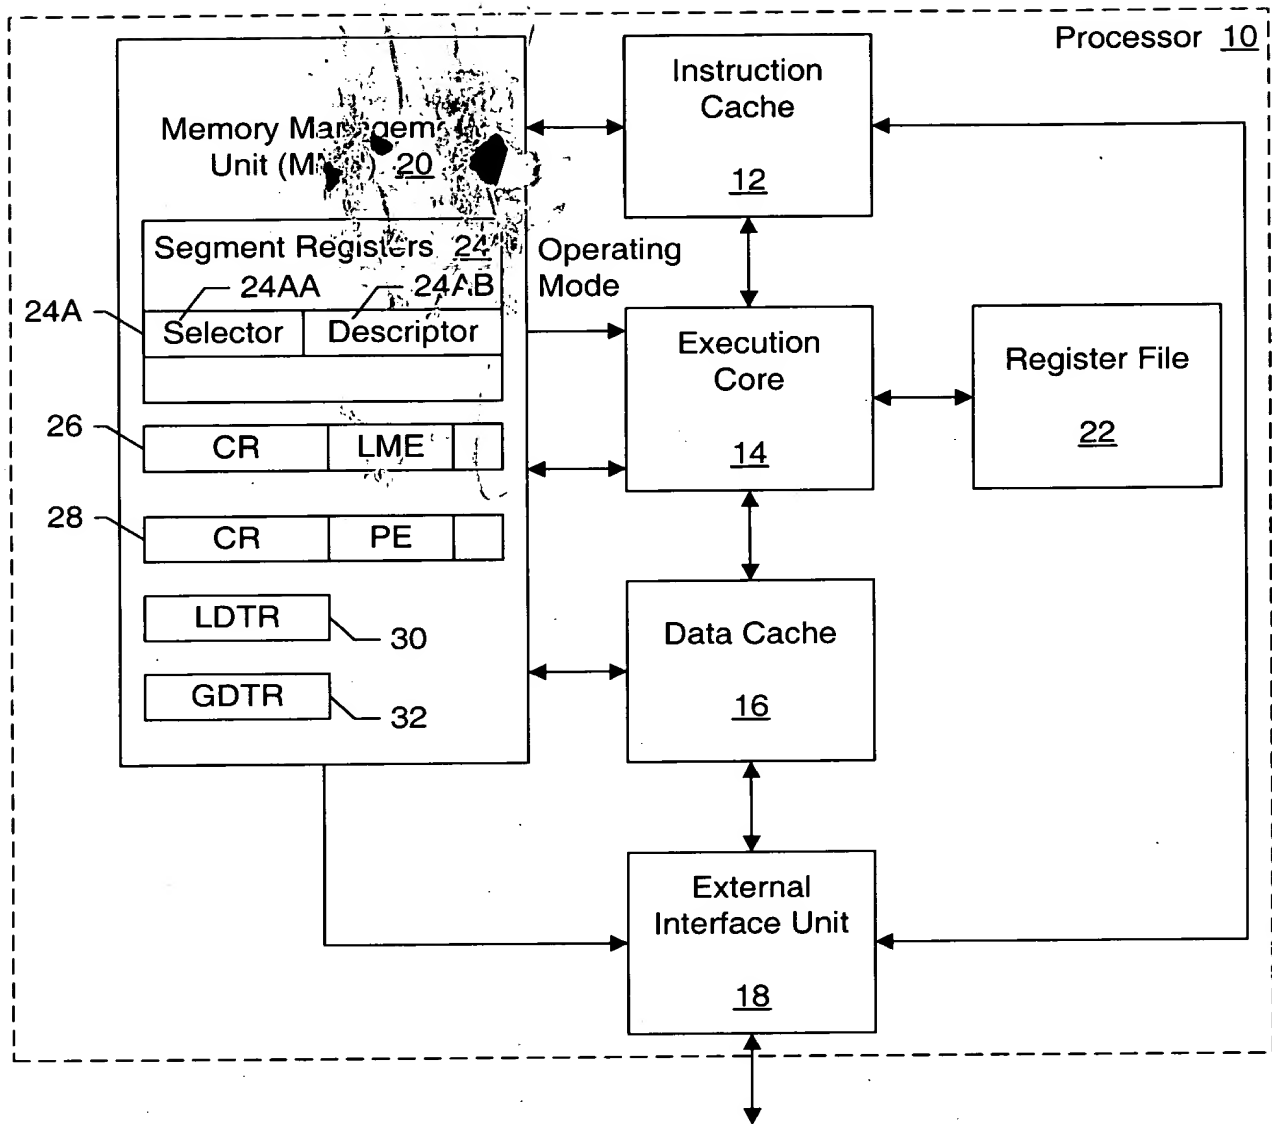 Processor 10
Instruction
Cache
12
Memory
Unit 20
Segment Registers 24
24AA
24AB
24A
Selector
Descriptor
Operating
Mode
Execution
Core
14
Register File
22
26
CR
LME
28
CR
PE
LDTR
30
GDTR
32
Data Cache
16
External
Interface Unit
18